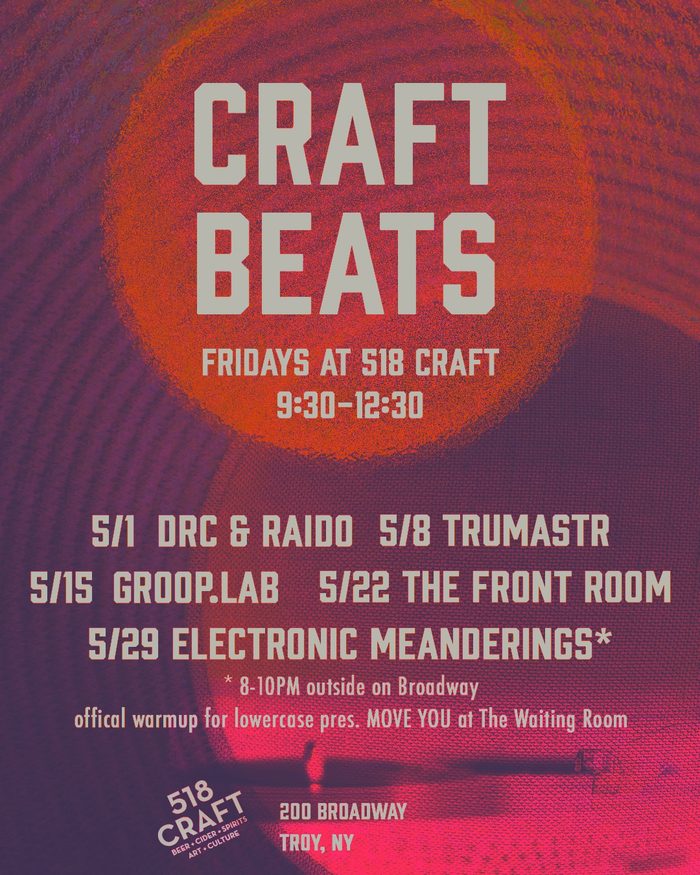 CRAFT
BEATS
FRIDAYS AT 518 CRAFT
9:30-12:30
5/1 DRC & RAIDO 5/8 TRUMASTR
5/15 GROOP.LAB 5/22 THE FRONT ROOM
5/29 ELECTRONIC MEANDERINGS*
* 8-10PM outside on Broadway
offical warmup for lowercase pres. MOVE YOU at The Waiting Room
518
CRAFT
BEER + CIDER + SPIRITS
ART + CULTURE
200 BROADWAY
TROY, NY